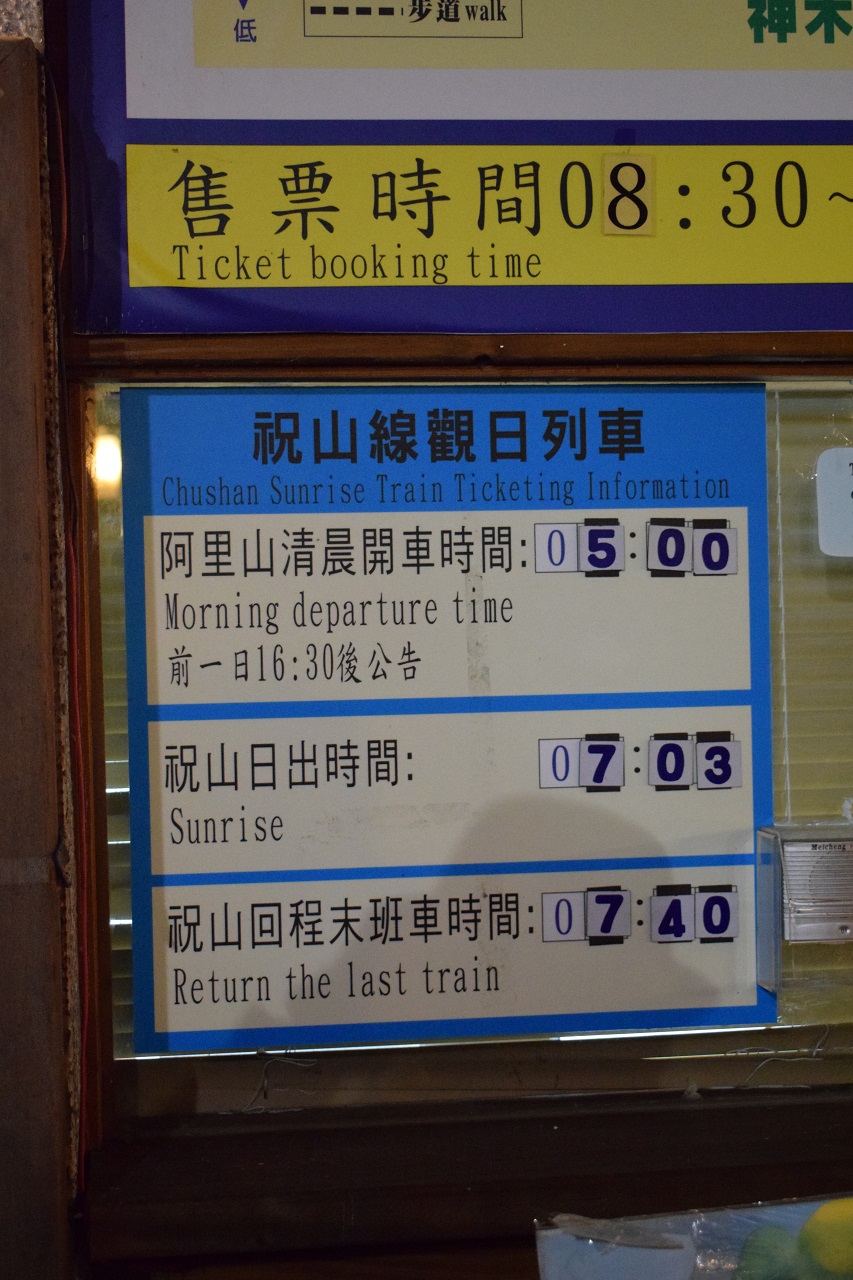 低
步道 walk
神木
售票時間08:30~
Ticket booking time
祝山線觀日列車
Chushan Sunrise Train Ticketing Information
阿里山清晨開車時間:05:00
Morning departure time
前一日16:30後公告
祝山日出時間: 07:03
Sunrise
祝山回程末班車時間:07:40
Return the last train
Meicheng